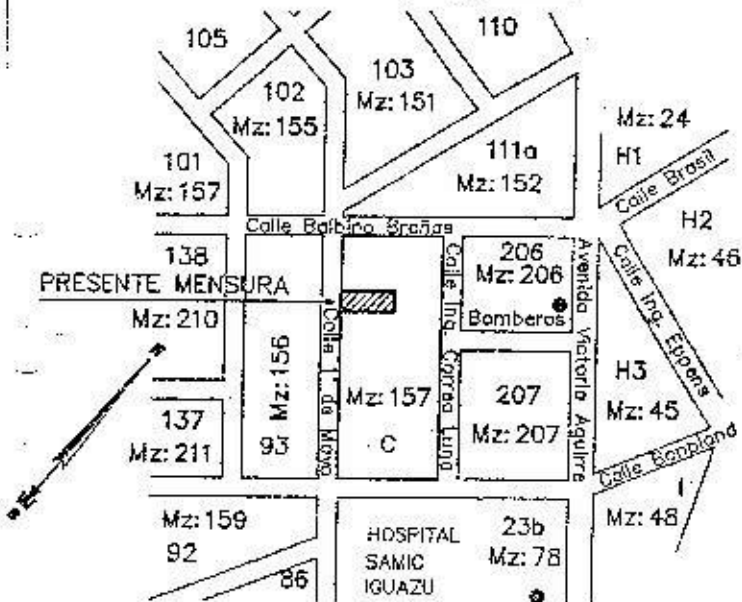 105
110
103
Mz: 151
102
Mz: 155
Mz: 24
H1
111a
Mz: 152
101
Mz: 157
Calle Brasil
H2
Mz: 46
Calle Balbino Brañas
138
PRESENTE MENSURA
Mz: 210
206
Mz: 206
Bomberos
Calle Ing. Correa Luna
Avenida Victoria Aguirre
Calle Ing. Eppens
Calle 1° de Mayo
Mz: 156
93
Mz: 157
C
207
Mz: 207
H3
Mz: 45
137
Mz: 211
Calle Bonpland
I
Mz: 48
Mz: 159
92
86
HOSPITAL
SAMIC
IGUAZU
23b
Mz: 78